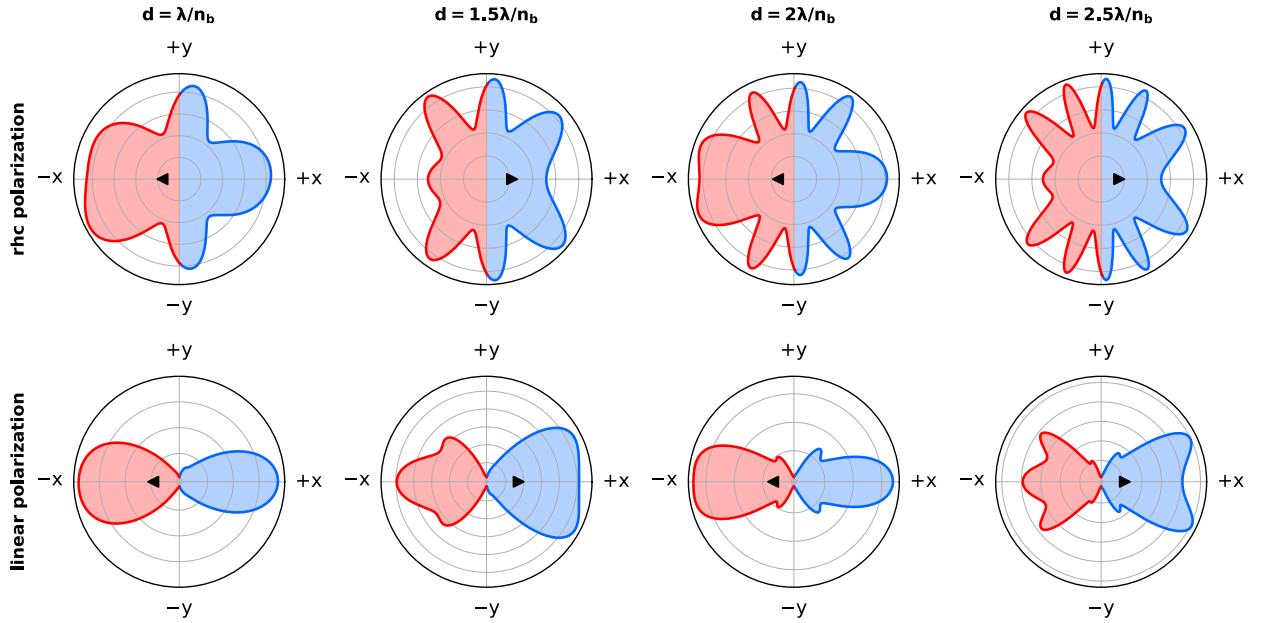 d = λ/n_b
d = 1.5λ/n_b
d = 2λ/n_b
d = 2.5λ/n_b
rhc polarization
+y
+y
+y
+y
−x
+x
−x
+x
−x
+x
−x
+x
−y
−y
−y
−y
linear polarization
+y
+y
+y
+y
−x
+x
−x
+x
−x
+x
−x
+x
−y
−y
−y
−y